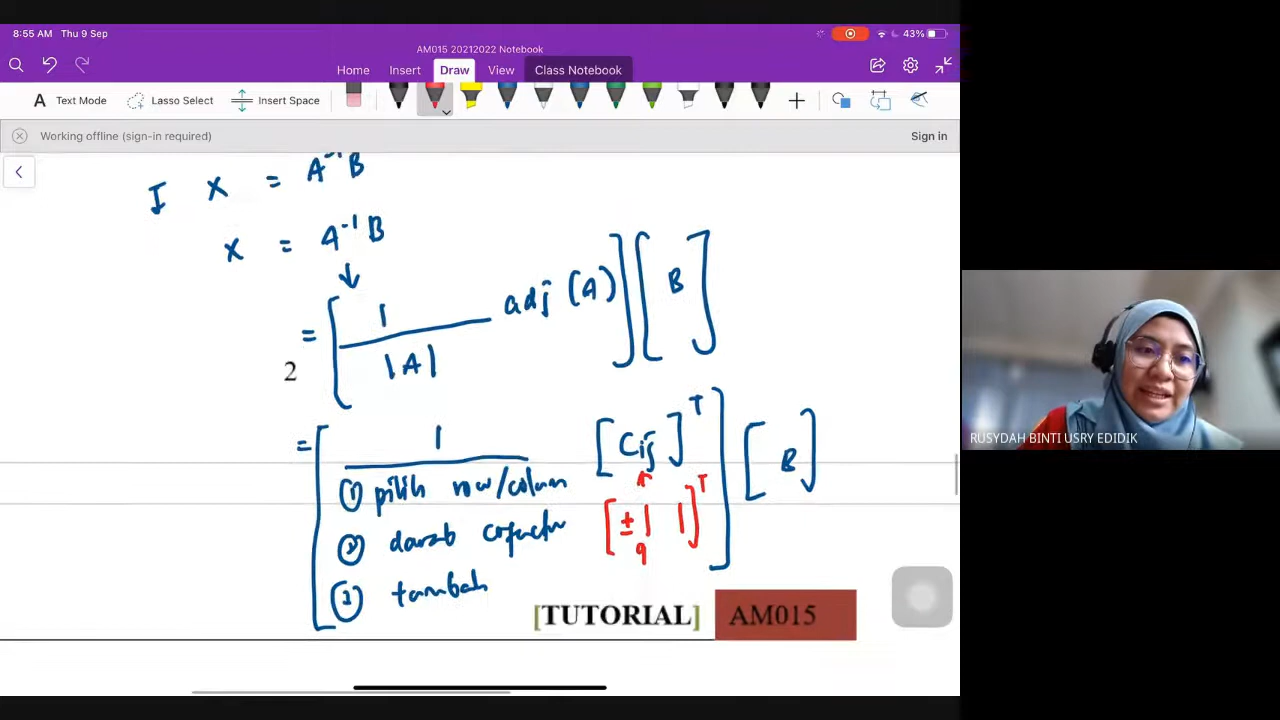 8:55 AM Thu 9 Sep
43%
AM015 20212022 Notebook
Home Insert Draw View Class Notebook
A Text Mode Lasso Select Insert Space
Working offline (sign-in required) Sign in
I X = A⁻¹B
X = A⁻¹B
= [ 1 / |A| adj (A) ] [ B ]
2
= [ 1 / [Cij]ᵀ ] [ B ]
① pilih row/column
[± | |]ᵀ
② darab cofactor
9
③ tambah
[TUTORIAL] AM015
RUSYDAH BINTI USRY EDIDIK